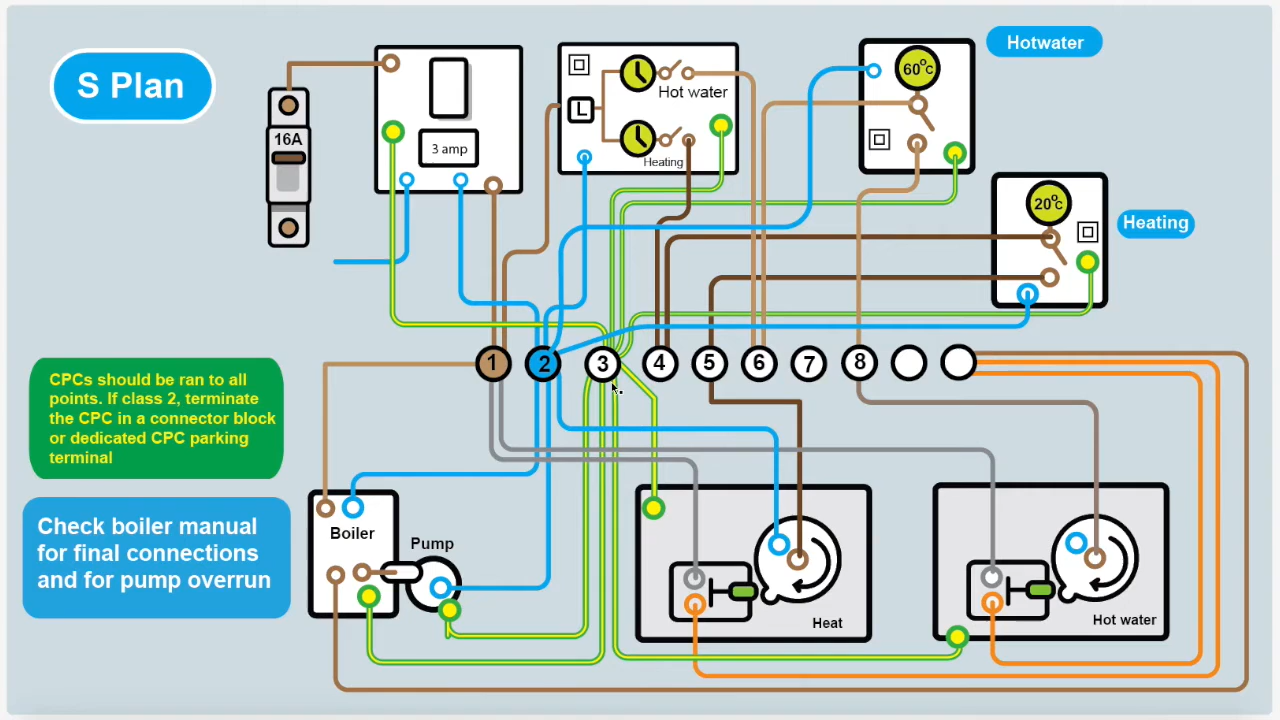 S Plan
16A
3 amp
L
Hot water
Heating
60°C
Hotwater
20°C
Heating
1 2 3 4 5 6 7 8
CPCs should be ran to all
points. If class 2, terminate
the CPC in a connector block
or dedicated CPC parking
terminal
Check boiler manual
for final connections
and for pump overrun
Boiler
Pump
Heat
Hot water